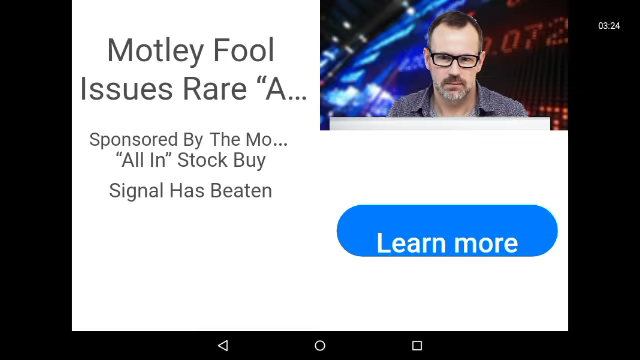 Motley Fool
Issues Rare “A...
Sponsored By The Mo...
“All In” Stock Buy
Signal Has Beaten
03:24
Learn more